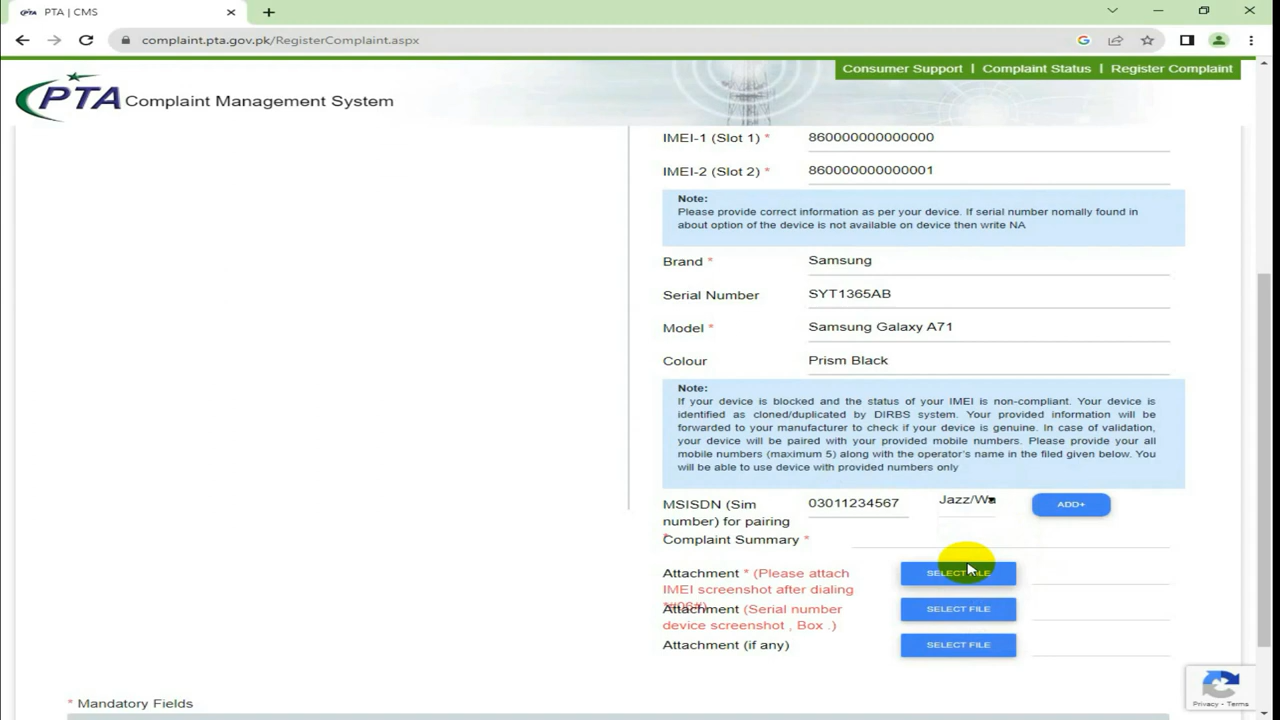 PTA | CMS
complaint.pta.gov.pk/RegisterComplaint.aspx
Consumer Support | Complaint Status | Register Complaint
PTA Complaint Management System
IMEI-1 (Slot 1) * 860000000000000
IMEI-2 (Slot 2) * 860000000000001
Note:
Please provide correct information as per your device. If serial number nomally found in
about option of the device is not available on device then write NA
Brand * Samsung
Serial Number SYT1365AB
Model * Samsung Galaxy A71
Colour Prism Black
Note:
If your device is blocked and the status of your IMEI is non-compliant. Your device is
identified as cloned/duplicated by DIRBS system. Your provided information will be
forwarded to your manufacturer to check if your device is genuine. In case of validation,
your device will be paired with your provided mobile numbers. Please provide your all
mobile numbers (maximum 5) along with the operator's name in the filed given below. You
will be able to use device with provided numbers only
MSISDN (Sim 03011234567 Jazz/Wa ADD+
number) for pairing
*
Complaint Summary *
Attachment * (Please attach SELECT FILE
IMEI screenshot after dialing
*#06#)
Attachment (Serial number SELECT FILE
device screenshot , Box .)
Attachment (if any) SELECT FILE
* Mandatory Fields
Privacy - Terms